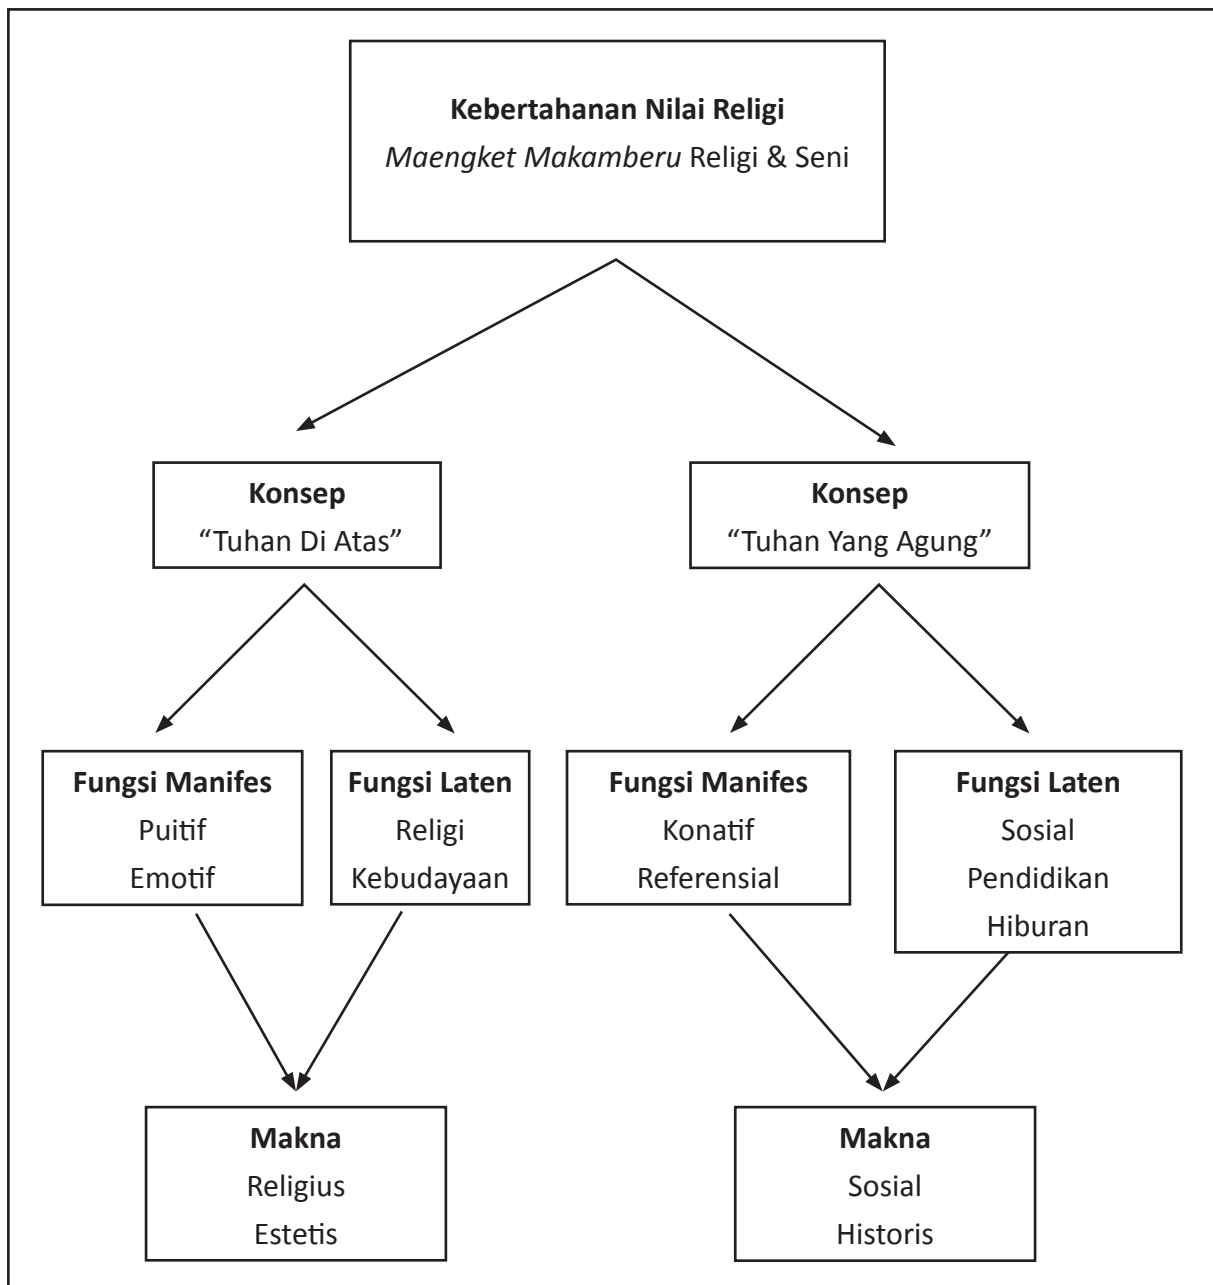 Kebertahanan Nilai Religi
Maengket Makamberu Religi & Seni
Konsep
“Tuhan Di Atas”
Konsep
“Tuhan Yang Agung”
Fungsi Manifes
Puitif
Emotif
Fungsi Laten
Religi
Kebudayaan
Fungsi Manifes
Konatif
Referensial
Fungsi Laten
Sosial
Pendidikan
Hiburan
Makna
Religius
Estetis
Makna
Sosial
Historis